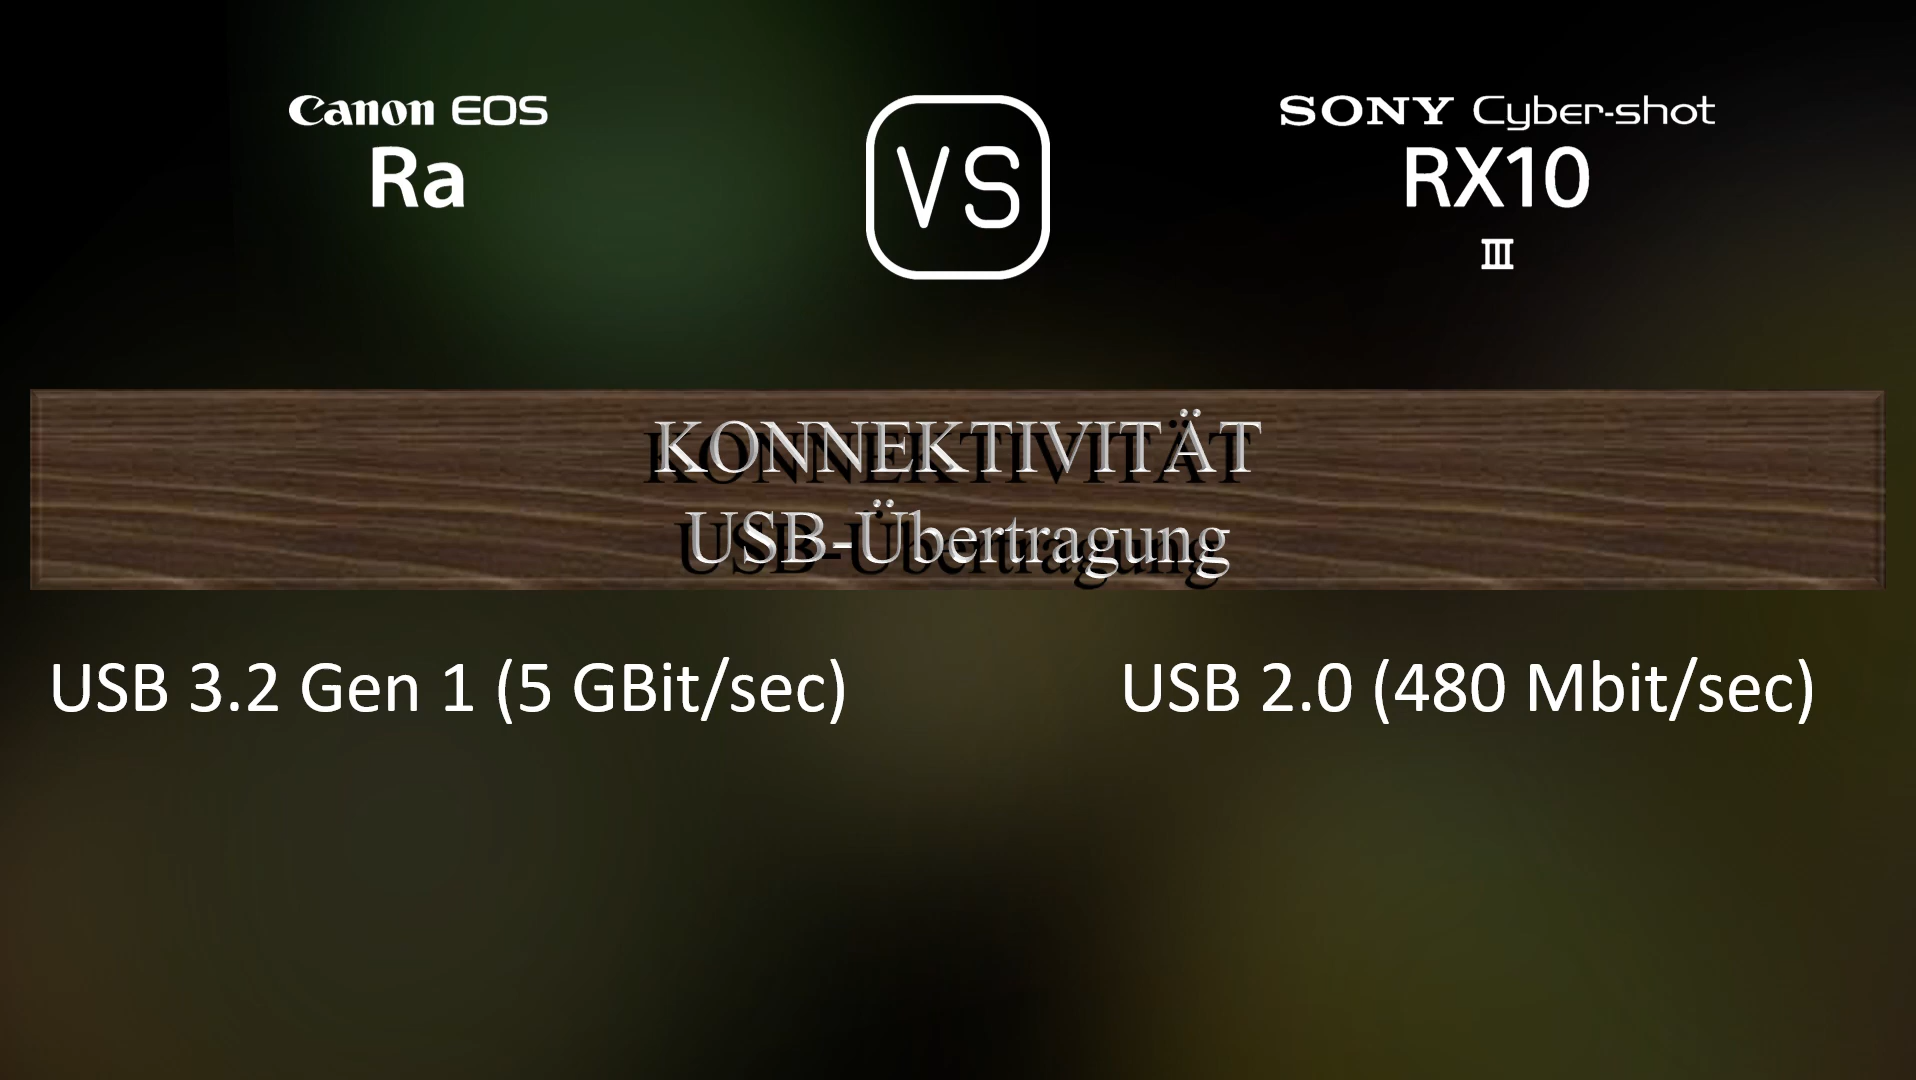 Canon EOS
Ra
VS
SONY Cyber-shot
RX10
III
KONNEKTIVITÄT
USB-Übertragung
USB 3.2 Gen 1 (5 GBit/sec)
USB 2.0 (480 Mbit/sec)